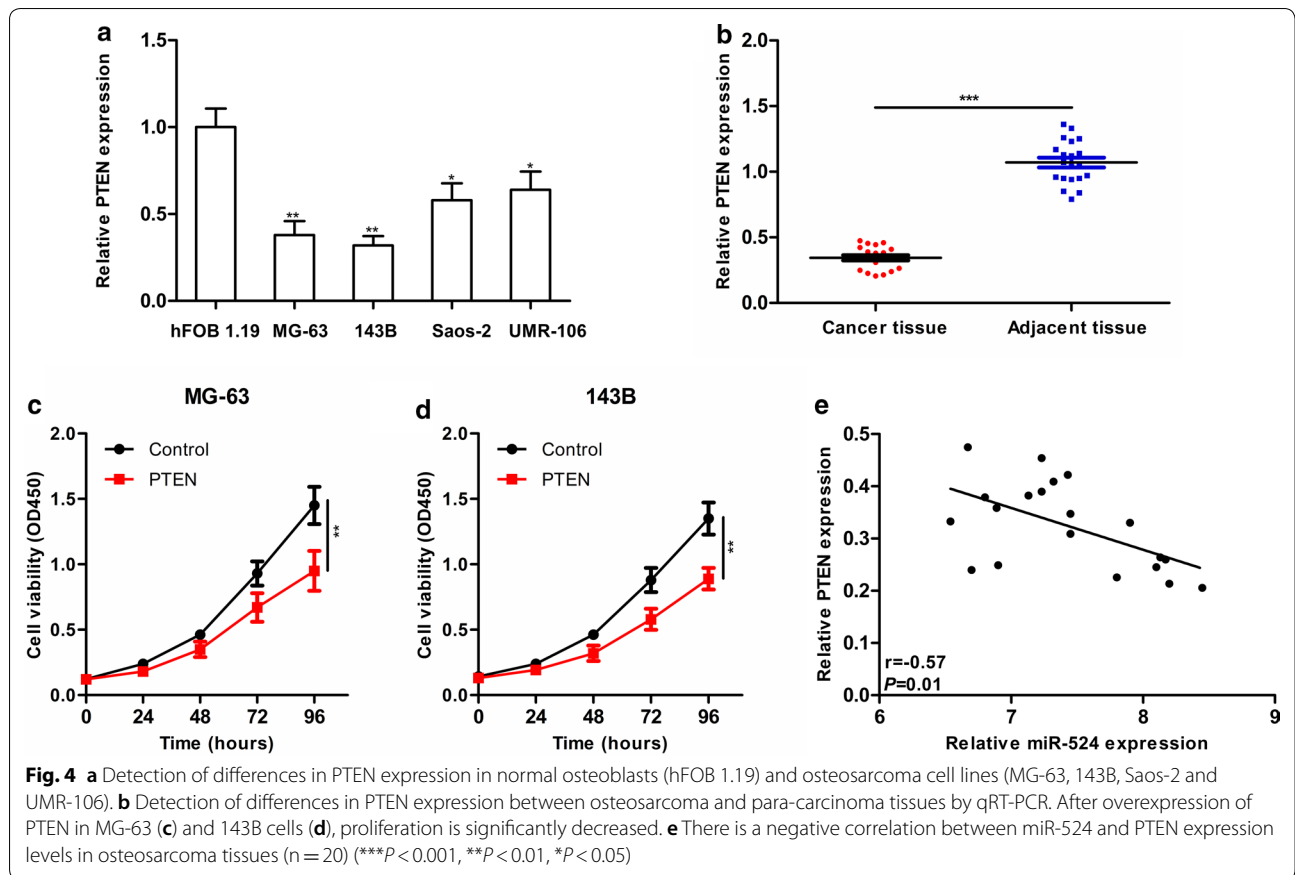 a
Relative PTEN expression
1.5
1.0
0.5
0.0
**
**
*
*
hFOB 1.19 MG-63 143B Saos-2 UMR-106
b
Relative PTEN expression
2.0
1.5
1.0
0.5
0.0
***
Cancer tissue Adjacent tissue
c
MG-63
Cell viability (OD450)
2.0
1.5
1.0
0.5
0.0
Control
PTEN
**
0 24 48 72 96
Time (hours)
d
143B
Cell viability (OD450)
2.0
1.5
1.0
0.5
0.0
Control
PTEN
**
0 24 48 72 96
Time (hours)
e
Relative PTEN expression
0.5
0.4
0.3
0.2
0.1
0.0
r=-0.57
P=0.01
6 7 8 9
Relative miR-524 expression
Fig. 4 a Detection of differences in PTEN expression in normal osteoblasts (hFOB 1.19) and osteosarcoma cell lines (MG-63, 143B, Saos-2 and
UMR-106). b Detection of differences in PTEN expression between osteosarcoma and para-carcinoma tissues by qRT-PCR. After overexpression of
PTEN in MG-63 (c) and 143B cells (d), proliferation is significantly decreased. e There is a negative correlation between miR-524 and PTEN expression
levels in osteosarcoma tissues (n = 20) (***P < 0.001, **P < 0.01, *P < 0.05)